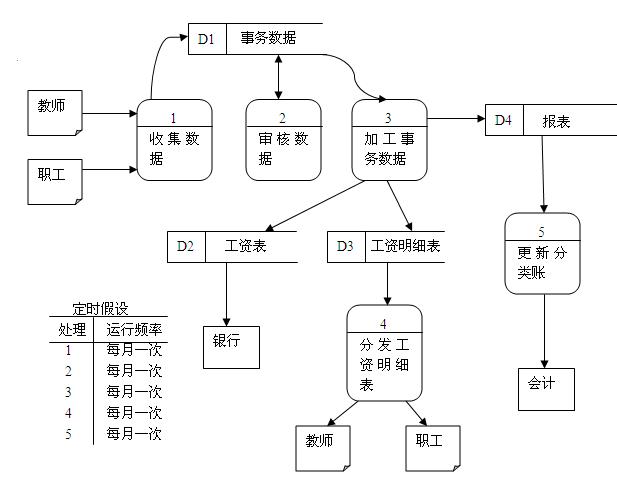 D1 事务数据
教师
1
收集数
据
2
审核数
据
3
加工事
务数据
D4 报表
职工
D2 工资表
D3 工资明细表
5
更新分
类账
定时假设
处理 运行频率
1 每月一次
2 每月一次
3 每月一次
4 每月一次
5 每月一次
银行
4
分发工
资明细
表
会计
教师
职工